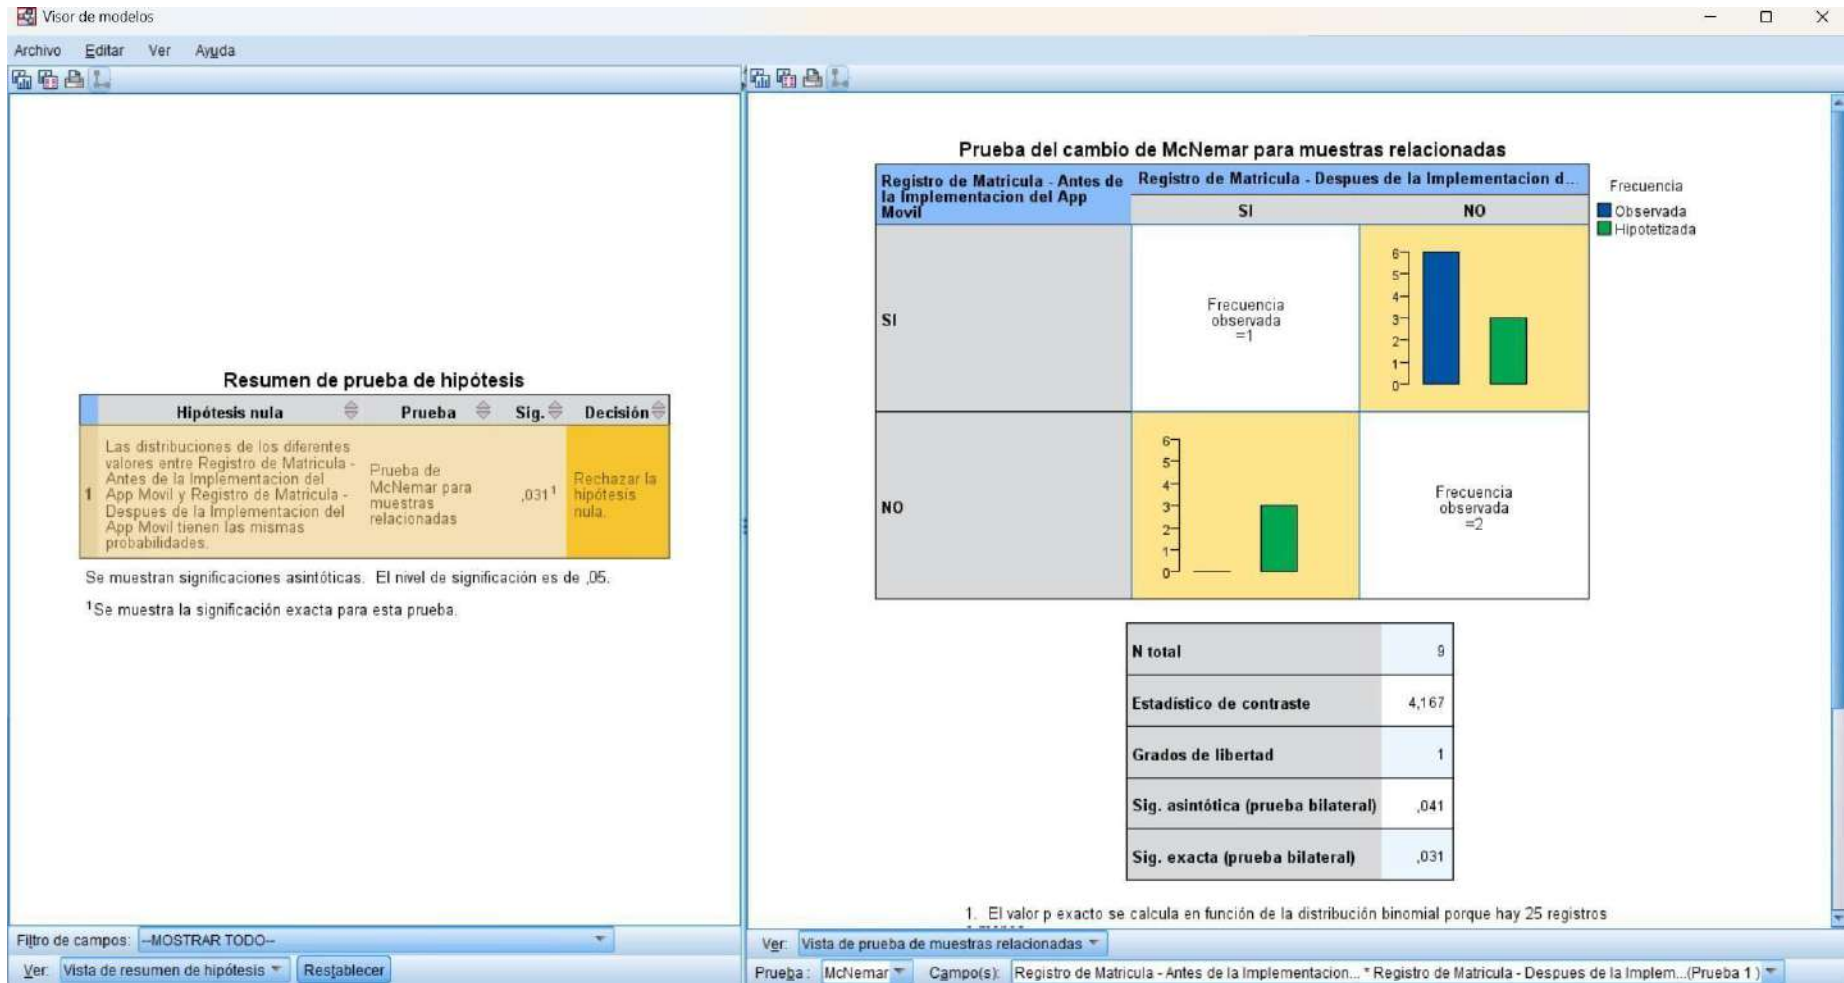 Visor de modelos
Archivo Editar Ver Ayuda
Resumen de prueba de hipótesis
Hipótesis nula Prueba Sig. Decisión
1
Las distribuciones de los diferentes
valores entre Registro de Matricula -
Antes de la Implementacion del
App Movil y Registro de Matricula -
Despues de la Implementacion del
App Movil tienen las mismas
probabilidades.
Prueba de
McNemar para
muestras
relacionadas
,031¹
Rechazar la
hipótesis
nula.
Se muestran significaciones asintóticas. El nivel de significación es de ,05.
¹Se muestra la significación exacta para esta prueba.
Filtro de campos: --MOSTRAR TODO--
Ver: Vista de resumen de hipótesis Restablecer
Prueba del cambio de McNemar para muestras relacionadas
Registro de Matricula - Antes de
la Implementacion del App
Movil
Registro de Matricula - Despues de la Implementacion d...
SI NO
Frecuencia
Observada
Hipotetizada
SI
Frecuencia
observada
=1
6
5
4
3
2
1
0
NO
6
5
4
3
2
1
0
Frecuencia
observada
=2
N total 9
Estadístico de contraste 4,167
Grados de libertad 1
Sig. asintótica (prueba bilateral) ,041
Sig. exacta (prueba bilateral) ,031
1. El valor p exacto se calcula en función de la distribución binomial porque hay 25 registros
Ver: Vista de prueba de muestras relacionadas
Prueba: McNemar Campo(s): Registro de Matricula - Antes de la Implementacion... * Registro de Matricula - Despues de la Implem...(Prueba 1 )